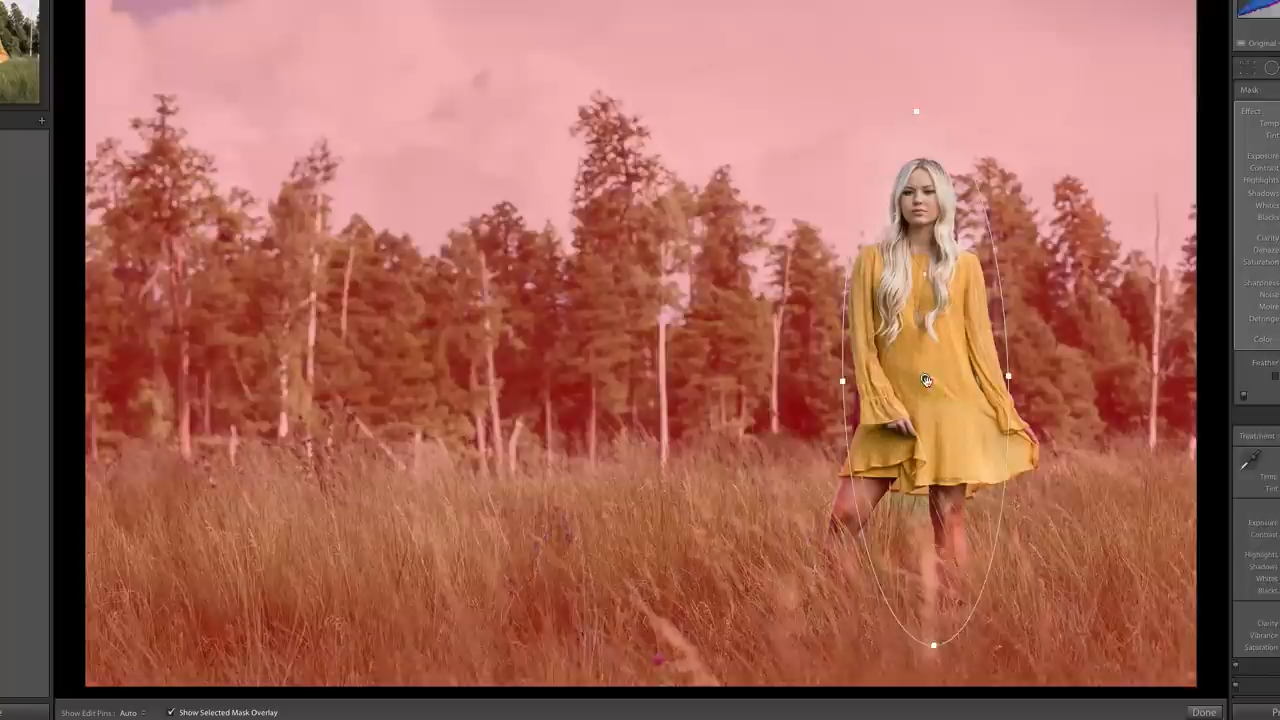 +
Original
Mask
Effect
Temp
Tint
Exposure
Contrast
Highlights
Shadows
Whites
Blacks
Clarity
Dehaze
Saturation
Sharpness
Noise
Moire
Defringe
Color
Feather
Treatment
Temp
Tint
Exposure
Contrast
Highlights
Shadows
Whites
Blacks
Clarity
Vibrance
Saturation
Show Edit Pins: Auto
Show Selected Mask Overlay
Done